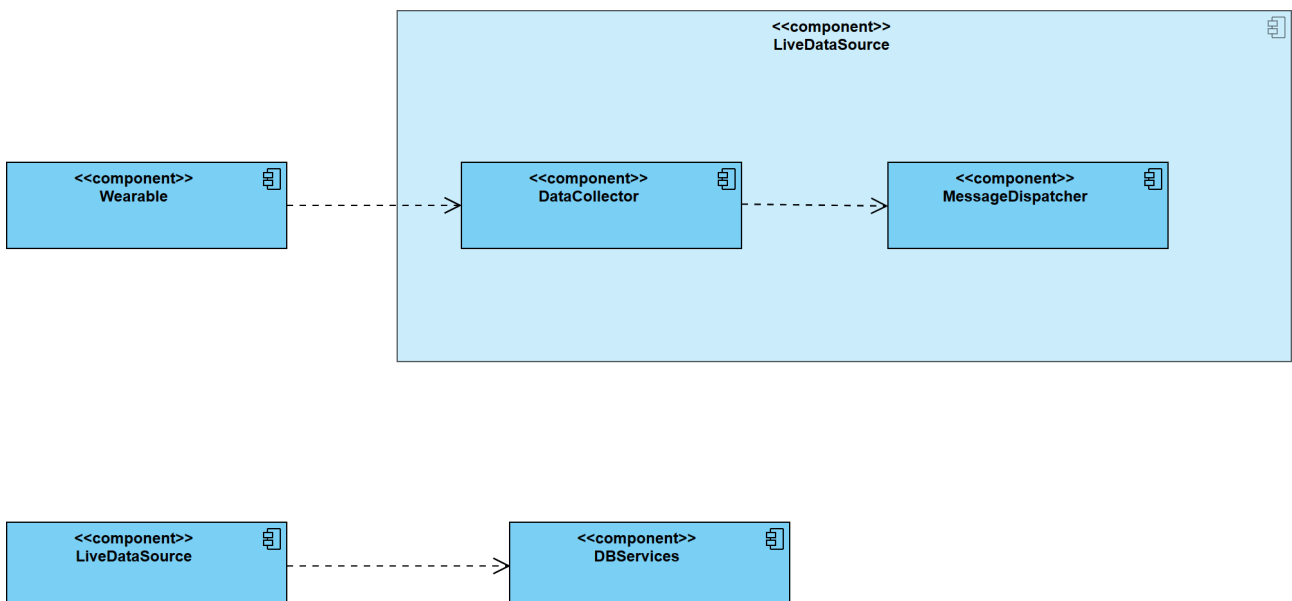 <<component>>
LiveDataSource
<<component>>
Wearable
<<component>>
DataCollector
<<component>>
MessageDispatcher
<<component>>
LiveDataSource
<<component>>
DBServices